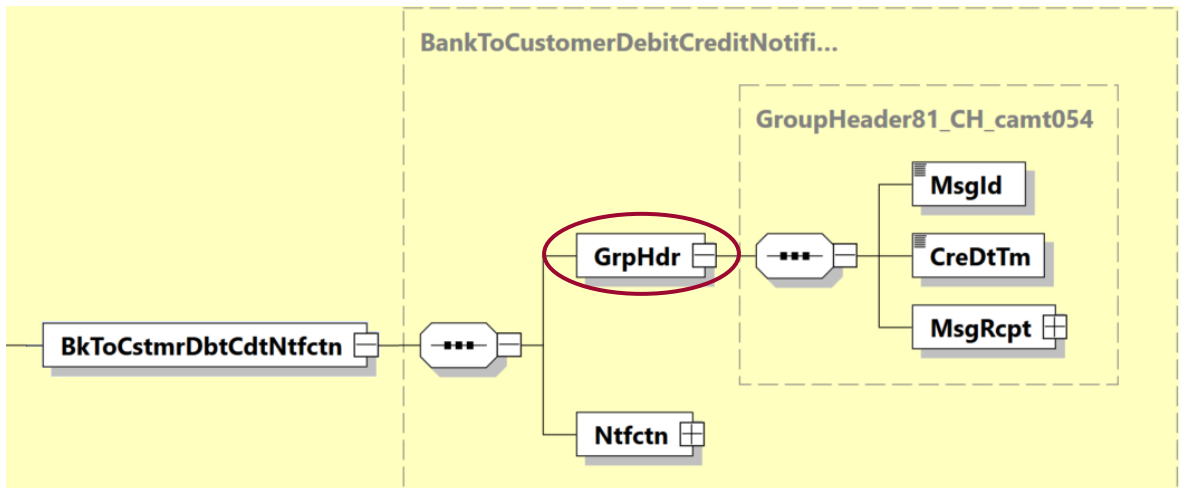 BankToCustomerDebitCreditNotifi...
GroupHeader81_CH_camt054
MsgId
GrpHdr
CreDtTm
MsgRcpt
BkToCstmrDbtCdtNtfctn
Ntfctn